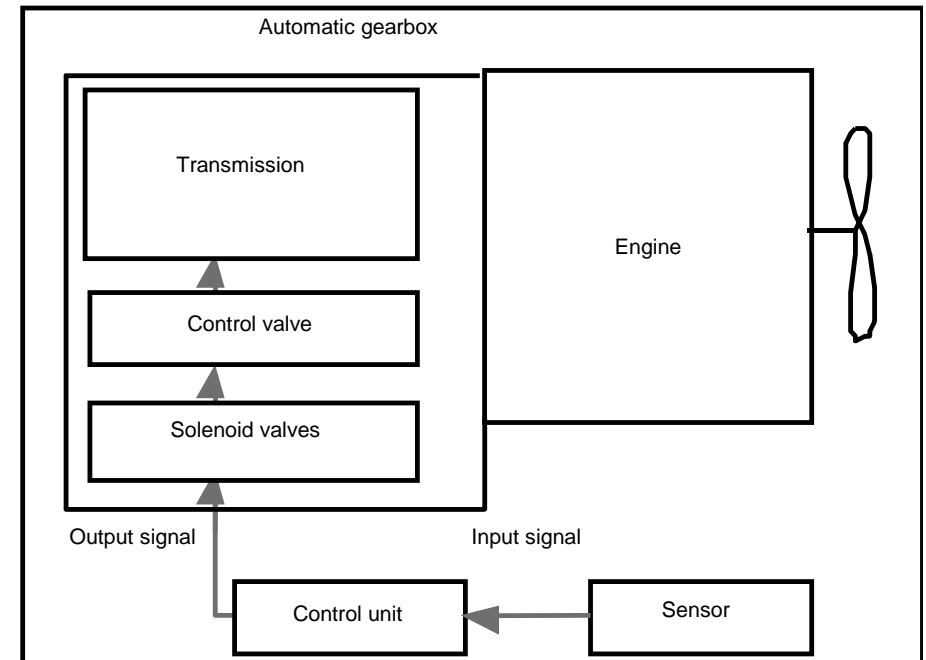 Automatic gearbox
Transmission
Engine
Control valve
Solenoid valves
Output signal
Input signal
Control unit
Sensor